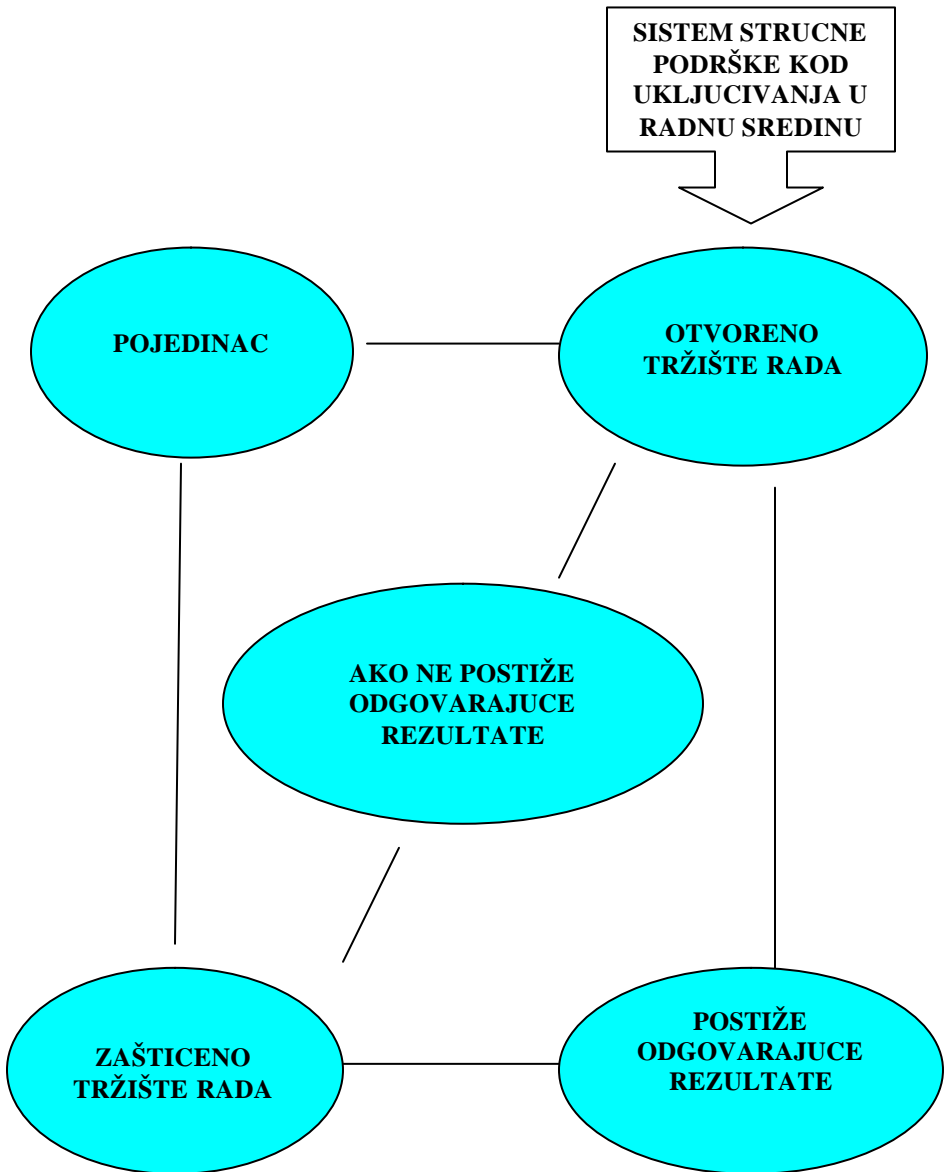 SISTEM STRUCNE
PODRŠKE KOD
UKLJUCIVANJA U
RADNU SREDINU
POJEDINAC
OTVORENO
TRŽIŠTE RADA
AKO NE POSTIŽE
ODGOVARAJUCE
REZULTATE
ZAŠTICENO
TRŽIŠTE RADA
POSTIŽE
ODGOVARAJUCE
REZULTATE